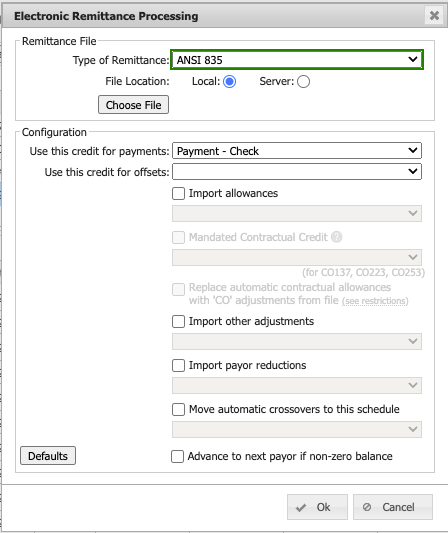 Electronic Remittance Processing
Remittance File
Type of Remittance: ANSI 835
File Location: Local: Server:
Choose File
Configuration
Use this credit for payments: Payment - Check
Use this credit for offsets:
Import allowances
Mandated Contractual Credit ?
(for CO137, CO223, CO253)
Replace automatic contractual allowances
with 'CO' adjustments from file (see restrictions)
Import other adjustments
Import payor reductions
Move automatic crossovers to this schedule
Defaults
Advance to next payor if non-zero balance
Ok
Cancel